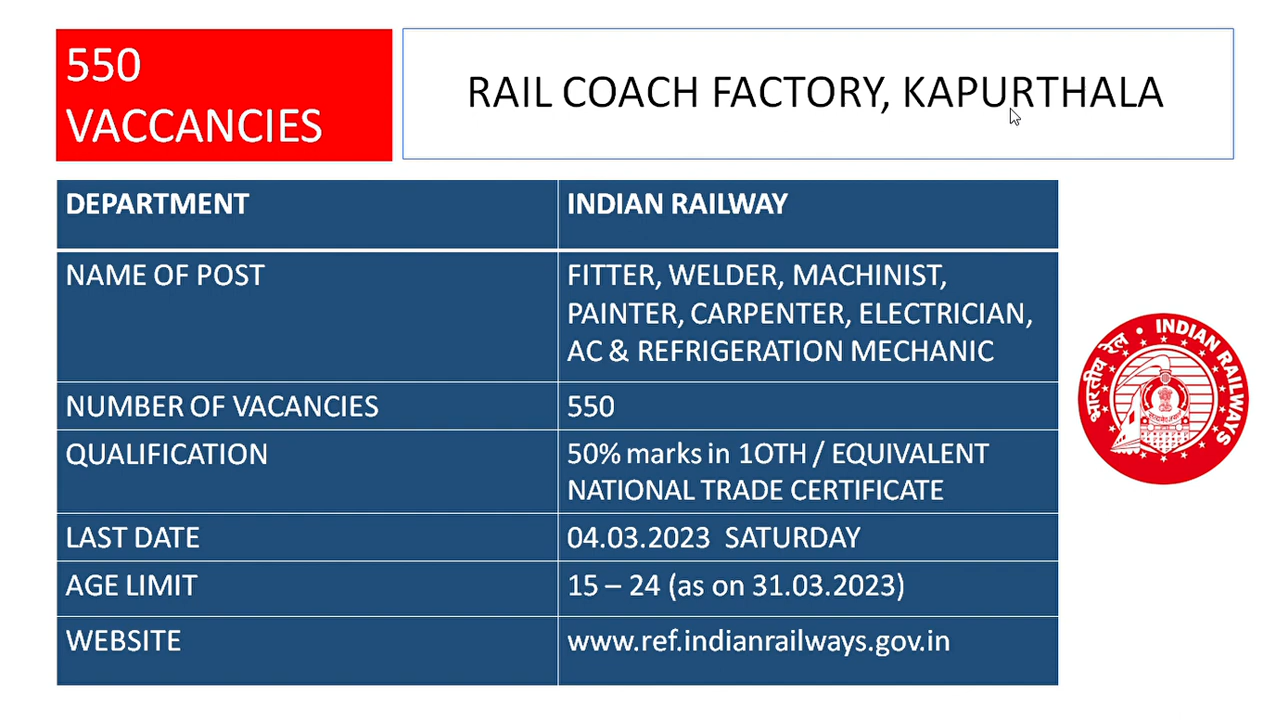 550
VACCANCIES
RAIL COACH FACTORY, KAPURTHALA
DEPARTMENT
INDIAN RAILWAY
NAME OF POST
FITTER, WELDER, MACHINIST,
PAINTER, CARPENTER, ELECTRICIAN,
AC & REFRIGERATION MECHANIC
NUMBER OF VACANCIES
550
QUALIFICATION
50% marks in 1OTH / EQUIVALENT
NATIONAL TRADE CERTIFICATE
LAST DATE
04.03.2023 SATURDAY
AGE LIMIT
15 – 24 (as on 31.03.2023)
WEBSITE
www.ref.indianrailways.gov.in
भारतीय रेल • INDIAN RAILWAYS